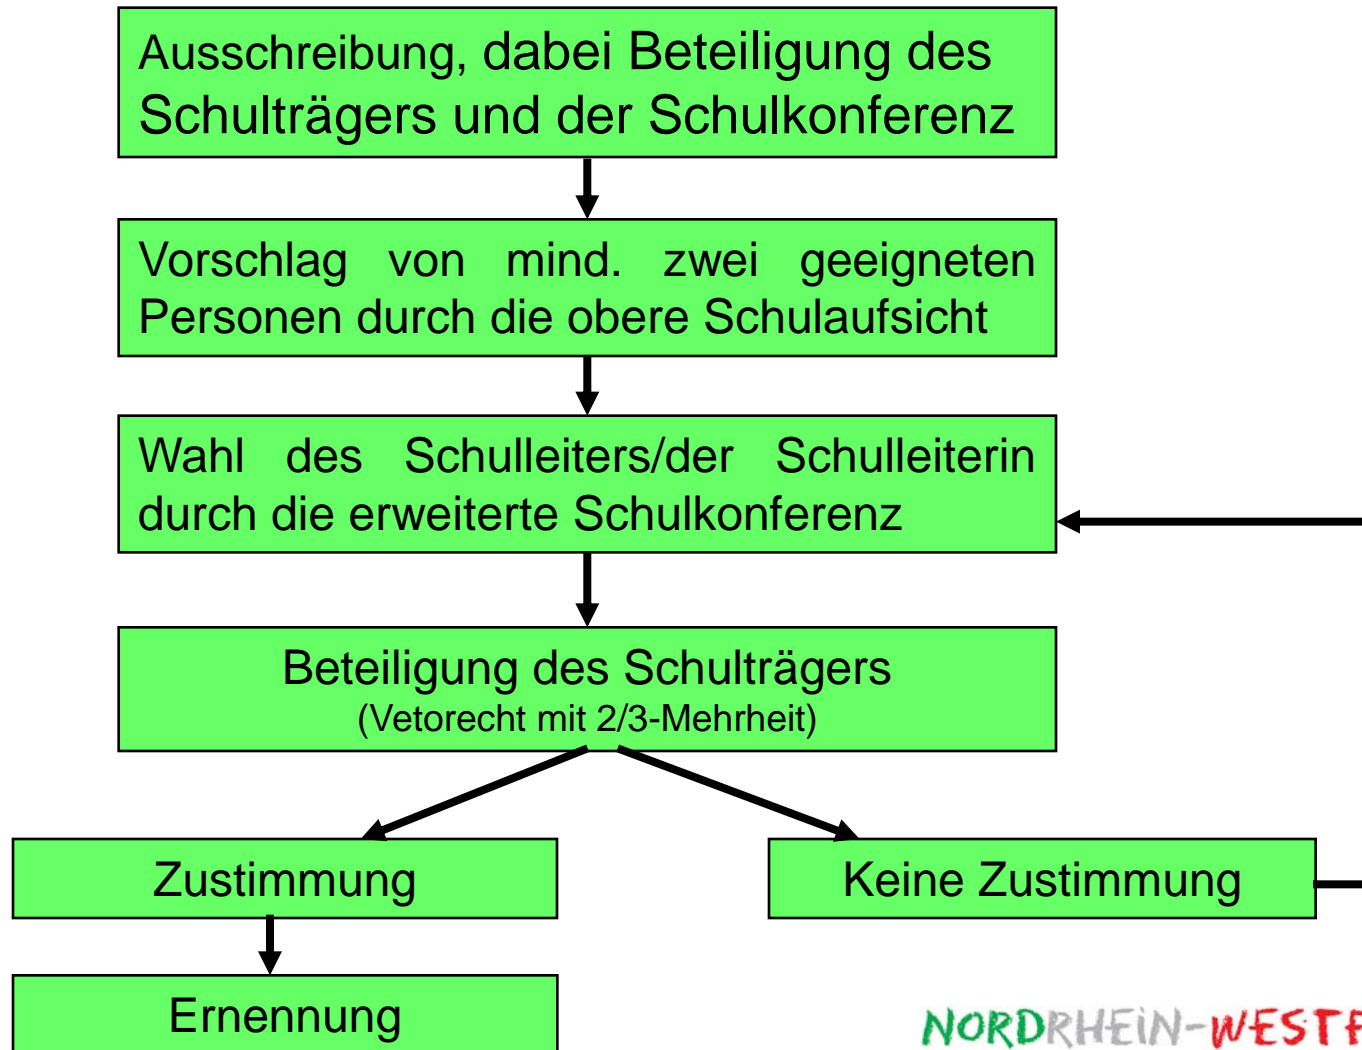 Ausschreibung, dabei Beteiligung des
Schulträgers und der Schulkonferenz
Vorschlag von mind. zwei geeigneten
Personen durch die obere Schulaufsicht
Wahl des Schulleiters/der Schulleiterin
durch die erweiterte Schulkonferenz
Beteiligung des Schulträgers
(Vetorecht mit 2/3-Mehrheit)
Zustimmung
Keine Zustimmung
Ernennung
NORDRHEIN-WESTF